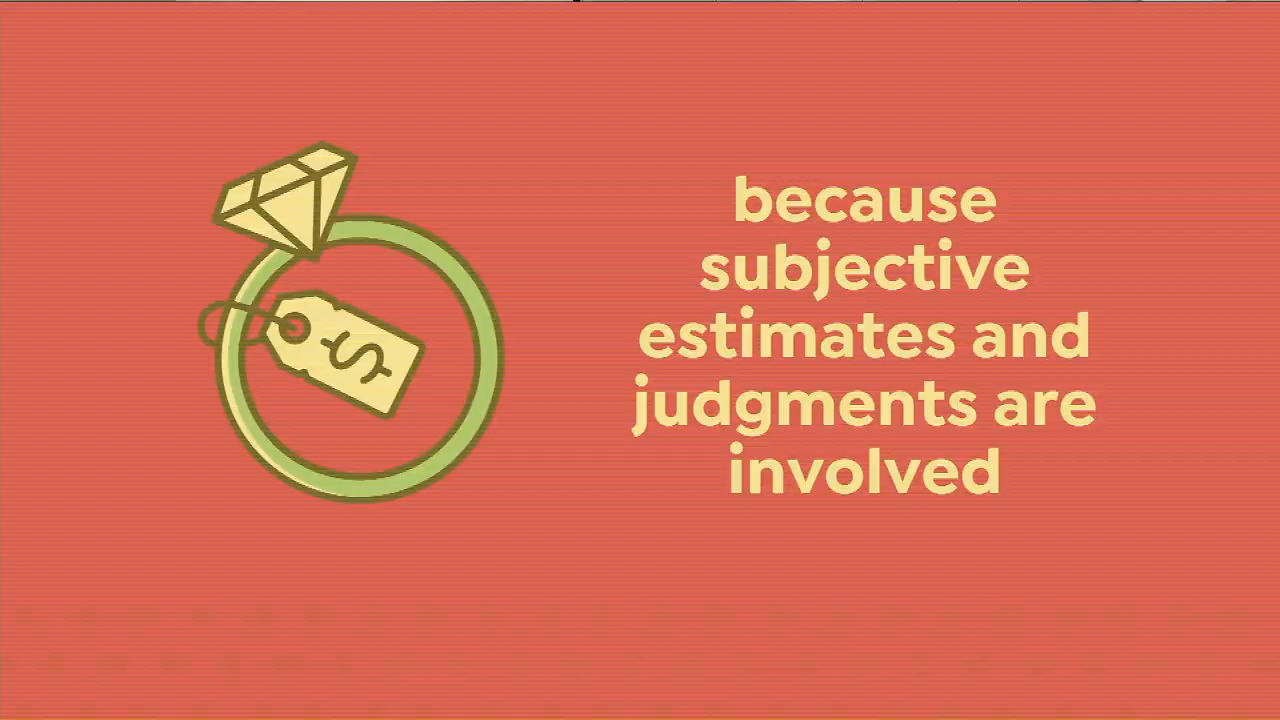 because
subjective
estimates and
judgments are
involved
$